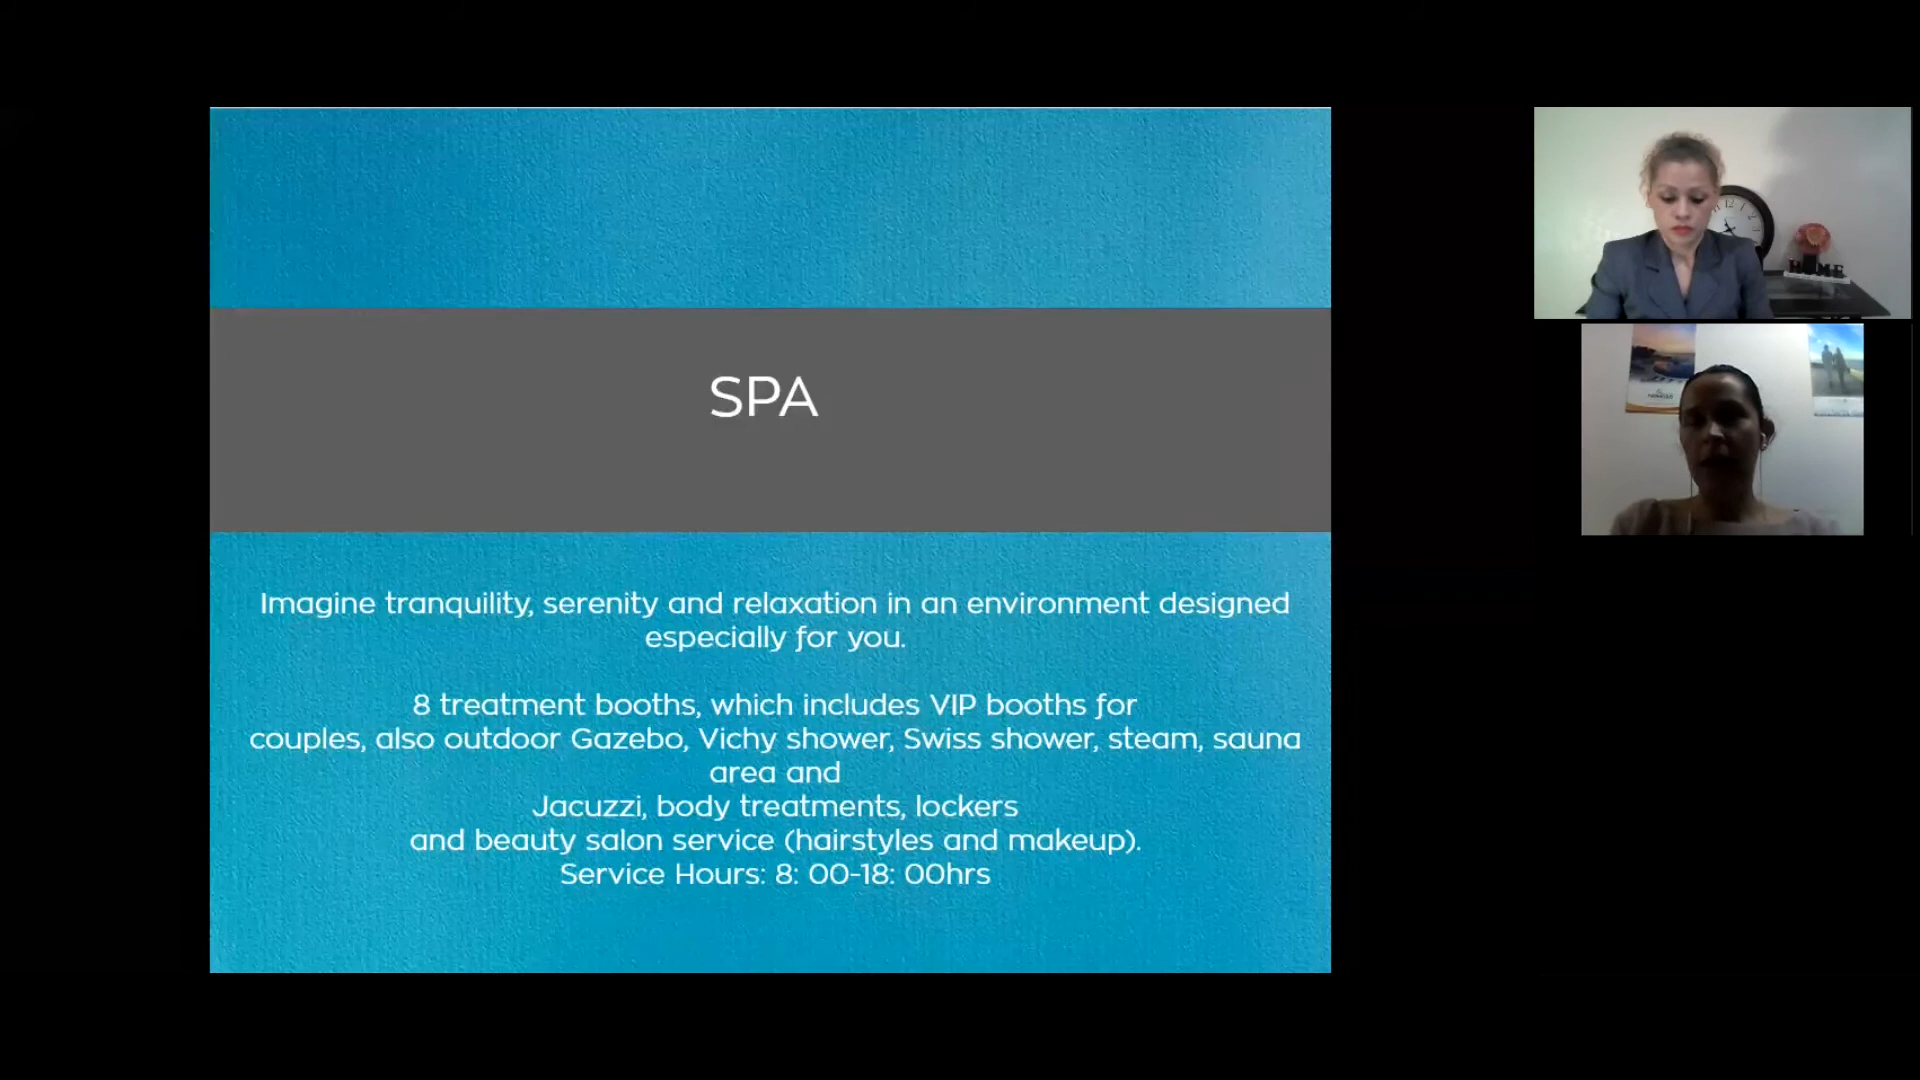 SPA
Imagine tranquility, serenity and relaxation in an environment designed
especially for you.
8 treatment booths, which includes VIP booths for
couples, also outdoor Gazebo, Vichy shower, Swiss shower, steam, sauna
area and
Jacuzzi, body treatments, lockers
and beauty salon service (hairstyles and makeup).
Service Hours: 8: 00-18: 00hrs
12
HOME